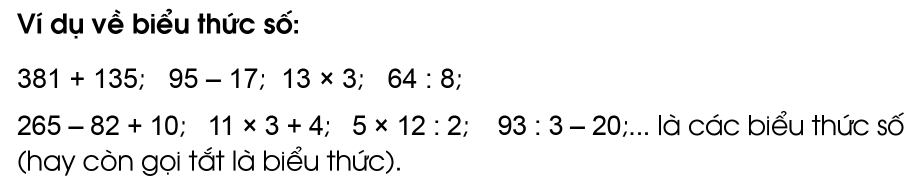 Ví dụ về biểu thức số:
381 + 135; 95 – 17; 13 × 3; 64 : 8;
265 – 82 + 10; 11 × 3 + 4; 5 × 12 : 2; 93 : 3 – 20;... là các biểu thức số
(hay còn gọi tắt là biểu thức).